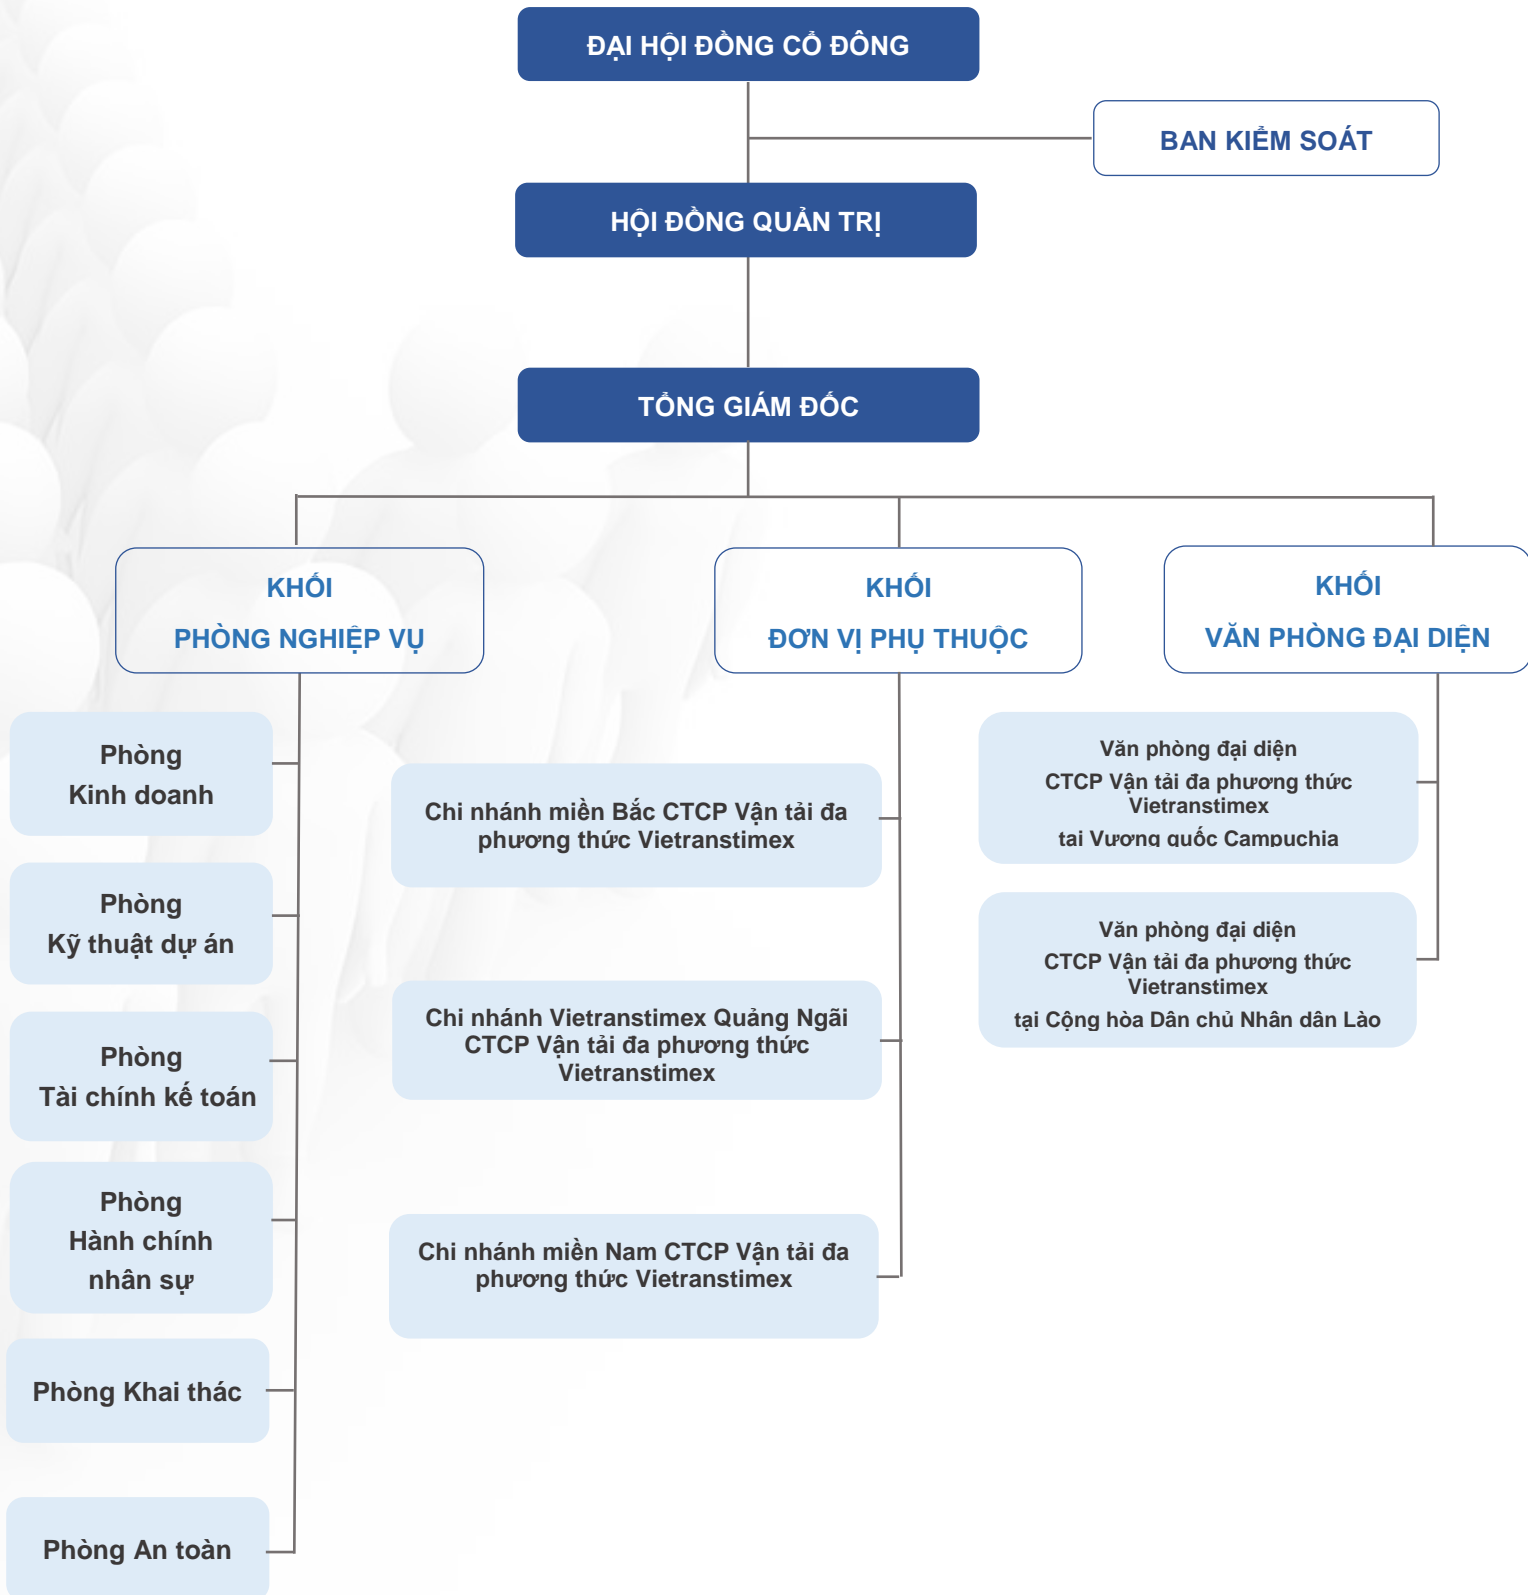 ĐẠI HỘI ĐỒNG CỔ ĐÔNG
BAN KIỂM SOÁT
HỘI ĐỒNG QUẢN TRỊ
TỔNG GIÁM ĐỐC
KHỐI
PHÒNG NGHIỆP VỤ
KHỐI
ĐƠN VỊ PHỤ THUỘC
KHỐI
VĂN PHÒNG ĐẠI DIỆN
Phòng
Kinh doanh
Phòng
Kỹ thuật dự án
Phòng
Tài chính kế toán
Phòng
Hành chính
nhân sự
Phòng Khai thác
Phòng An toàn
Chi nhánh miền Bắc CTCP Vận tải đa
phương thức Vietranstimex
Chi nhánh Vietranstimex Quảng Ngãi
CTCP Vận tải đa phương thức
Vietranstimex
Chi nhánh miền Nam CTCP Vận tải đa
phương thức Vietranstimex
Văn phòng đại diện
CTCP Vận tải đa phương thức
Vietranstimex
tại Vương quốc Campuchia
Văn phòng đại diện
CTCP Vận tải đa phương thức
Vietranstimex
tại Cộng hòa Dân chủ Nhân dân Lào